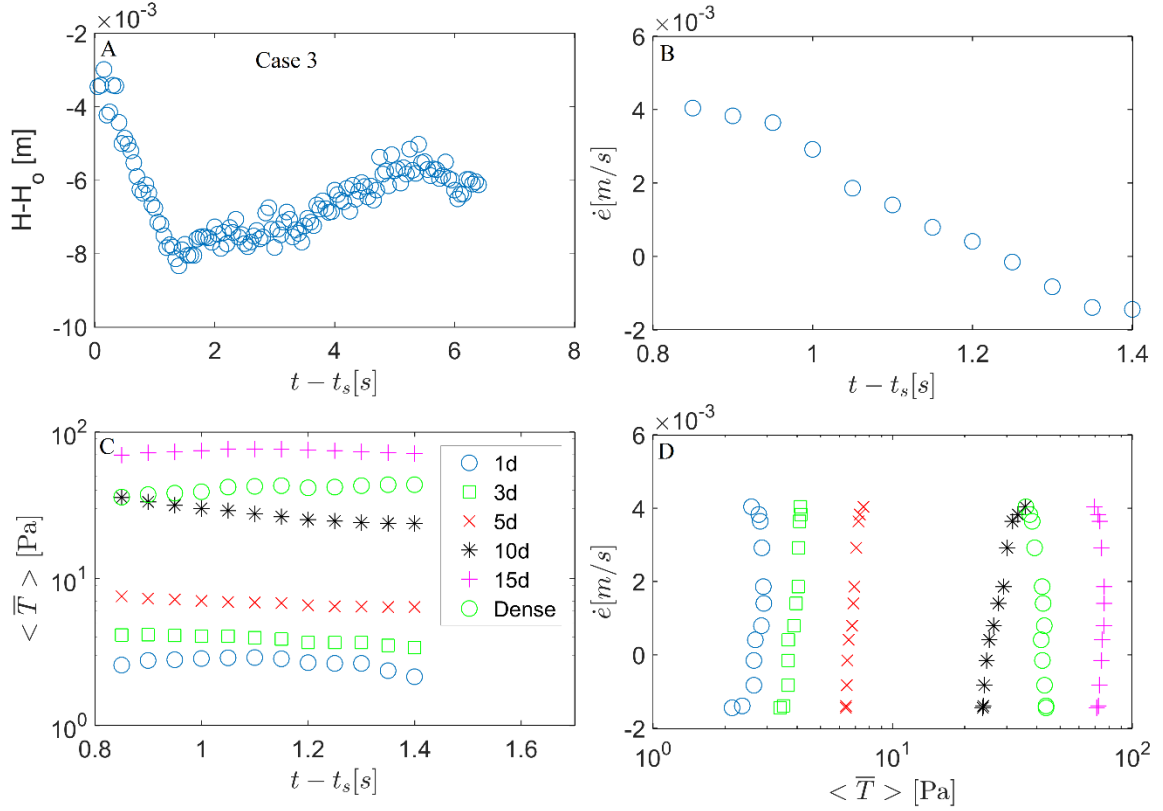 ×10⁻³
A
Case 3
-2
-4
-6
-8
-10
H-H₀ [m]
0 2 4 6 8
t − tₛ[s]
×10⁻³
B
6
4
2
0
-2
ė[m/s]
0.8 1 1.2 1.4
t − tₛ[s]
C
10²
10¹
10⁰
< T̅ > [Pa]
1d
3d
5d
10d
15d
Dense
0.8 1 1.2 1.4 1.6
t − tₛ[s]
×10⁻³
D
6
4
2
0
-2
ė[m/s]
10⁰ 10¹ 10²
< T̅ > [Pa]